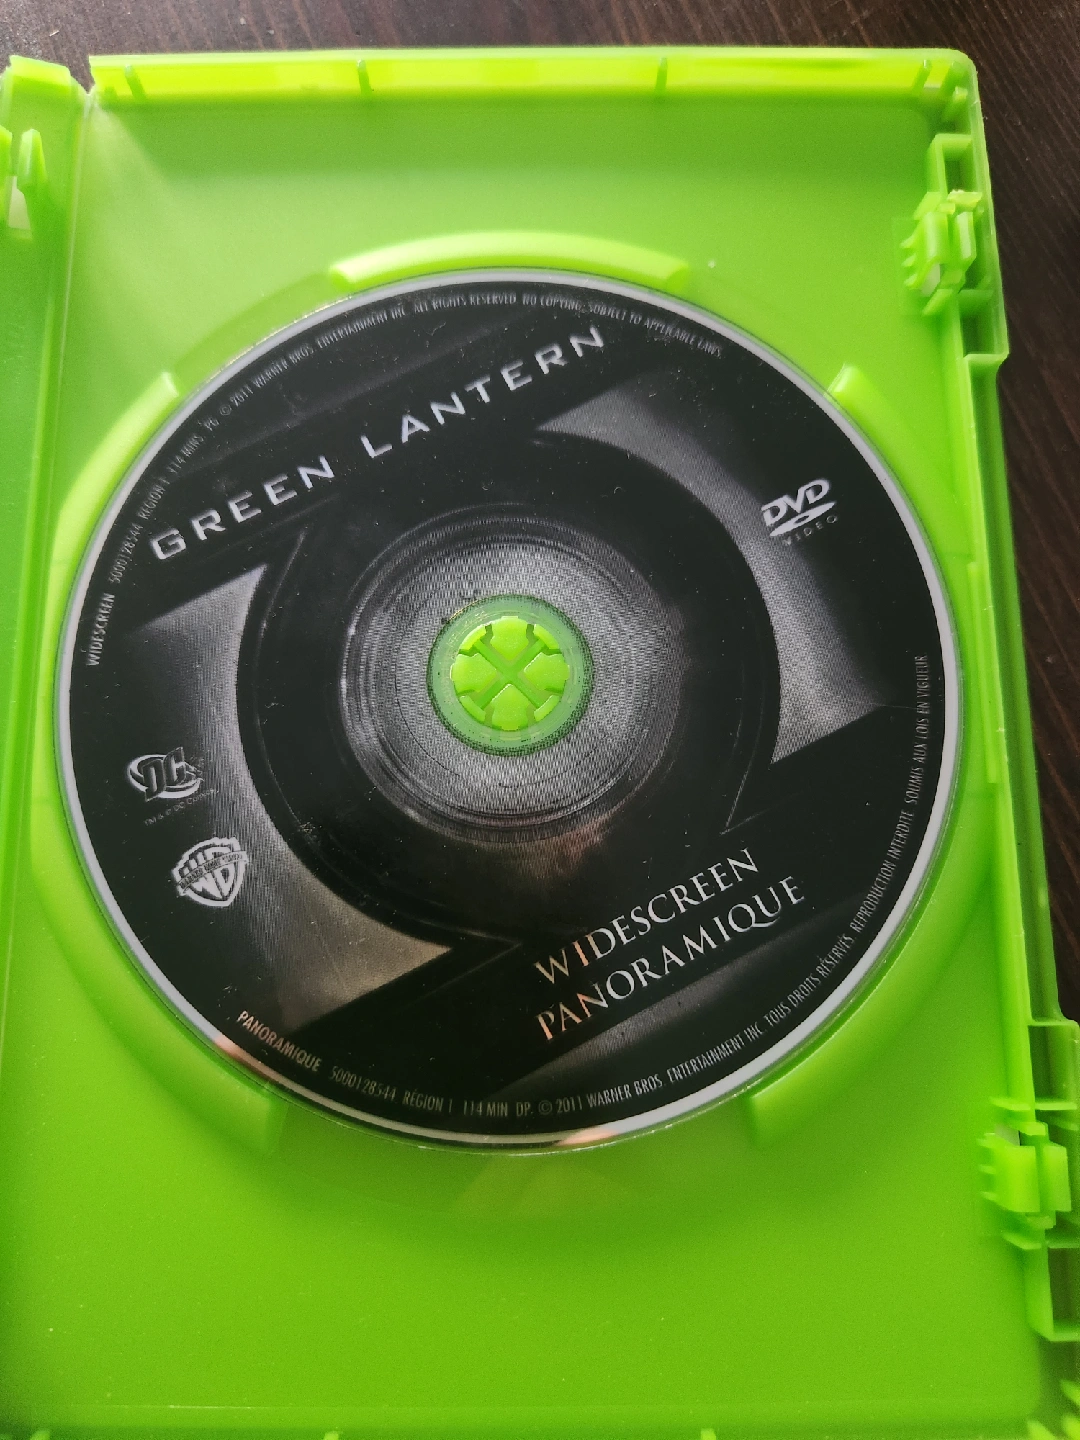 WIDESCREEN 5000128544 REGION 1 114 MINS PG © 2011 WARNER BROS. ENTERTAINMENT INC. ALL RIGHTS RESERVED. NO COPYING. SUBJECT TO APPLICABLE LAWS.
GREEN LANTERN
DVD
VIDEO
DC
WIDESCREEN
PANORAMIQUE
PANORAMIQUE 5000128544 RÉGION 1 114 MIN DP. © 2011 WARNER BROS. ENTERTAINMENT INC. TOUS DROITS RÉSERVÉS. REPRODUCTION INTERDITE SOUMIS AUX LOIS EN VIGUEUR